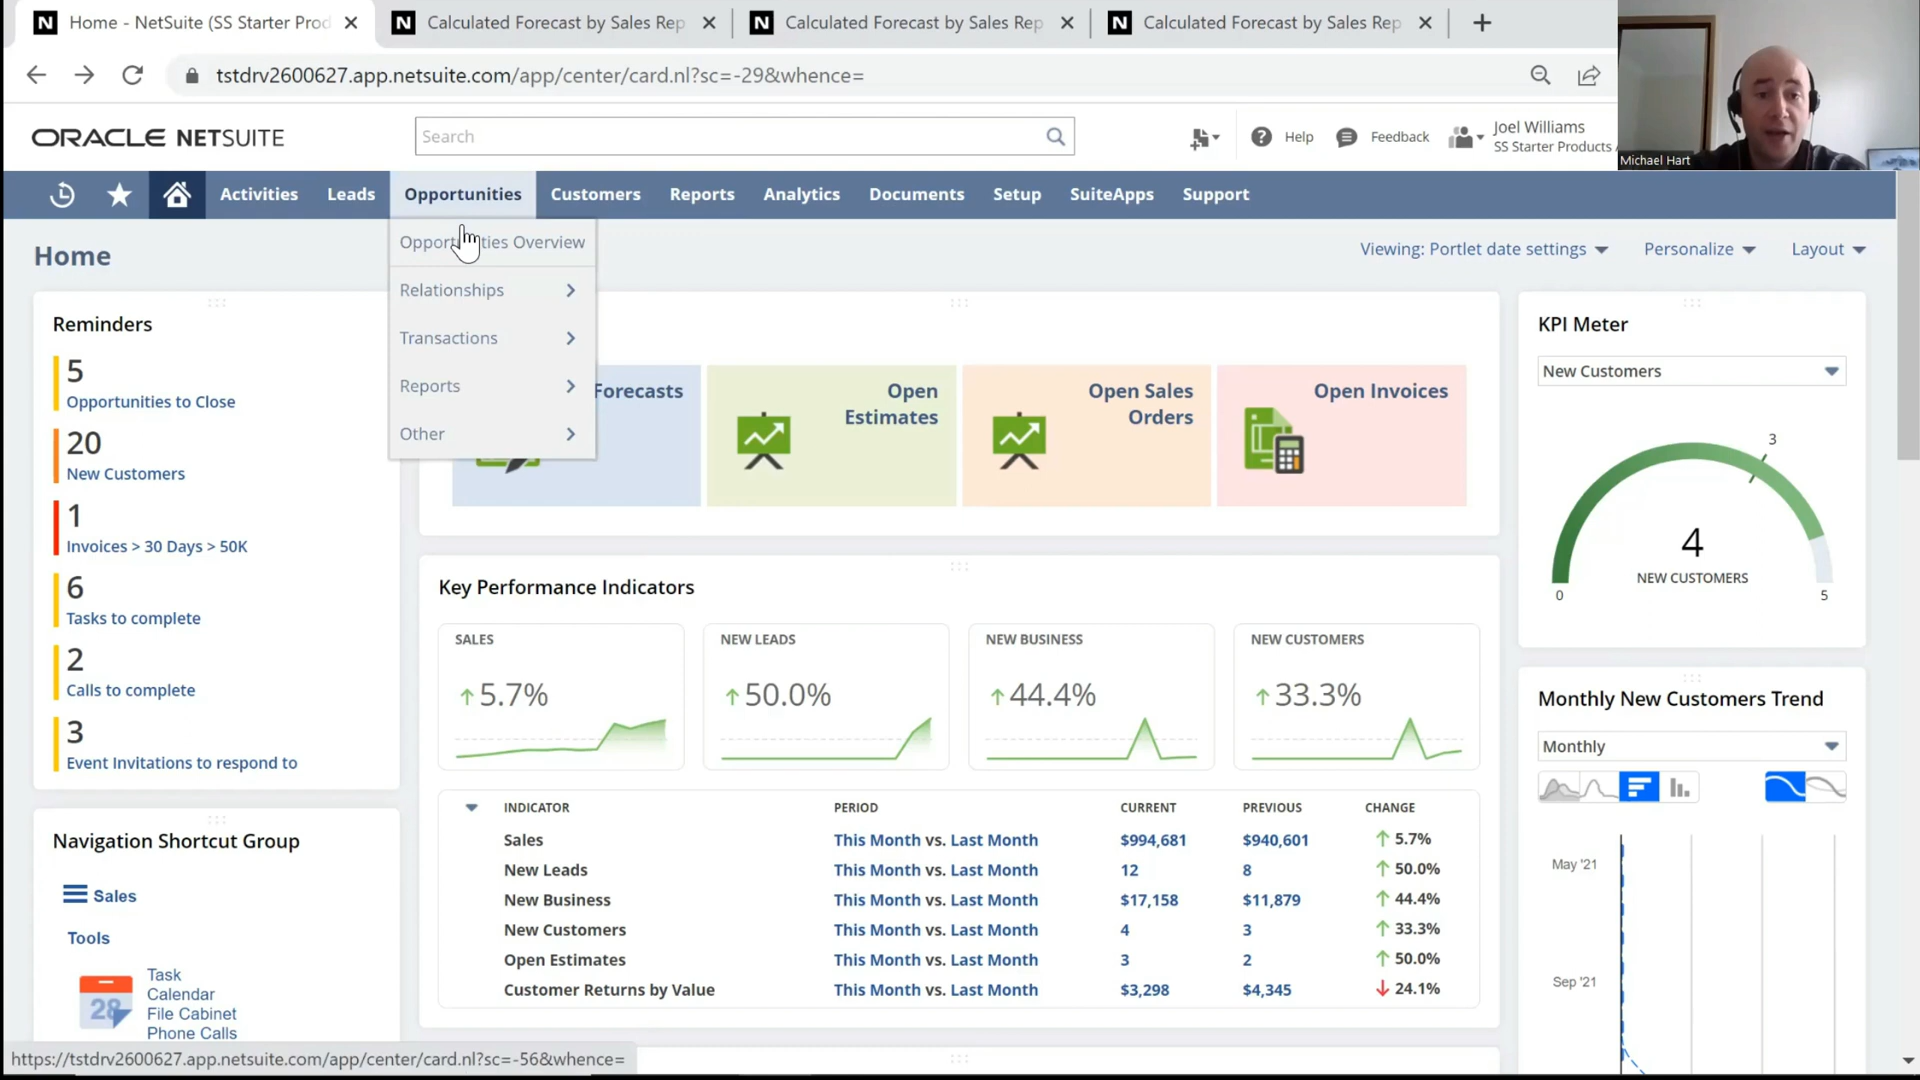 Home - NetSuite (SS Starter Prod
Calculated Forecast by Sales Rep
Calculated Forecast by Sales Rep
Calculated Forecast by Sales Rep
tstdrv2600627.app.netsuite.com/app/center/card.nl?sc=-29&whence=
Michael Hart
ORACLE NETSUITE
Search
Help
Feedback
Joel Williams
SS Starter Products
Activities
Leads
Opportunities
Customers
Reports
Analytics
Documents
Setup
SuiteApps
Support
Home
Viewing: Portlet date settings
Personalize
Layout
Opportunities Overview
Relationships
Transactions
Reports
Other
Reminders
5
Opportunities to Close
20
New Customers
1
Invoices > 30 Days > 50K
6
Tasks to complete
2
Calls to complete
3
Event Invitations to respond to
Forecasts
Open
Estimates
Open Sales
Orders
Open Invoices
KPI Meter
New Customers
3
4
NEW CUSTOMERS
0
5
Key Performance Indicators
SALES
5.7%
NEW LEADS
50.0%
NEW BUSINESS
44.4%
NEW CUSTOMERS
33.3%
INDICATOR PERIOD CURRENT PREVIOUS CHANGE
Sales This Month vs. Last Month $994,681 $940,601 5.7%
New Leads This Month vs. Last Month 12 8 50.0%
New Business This Month vs. Last Month $17,158 $11,879 44.4%
New Customers This Month vs. Last Month 4 3 33.3%
Open Estimates This Month vs. Last Month 3 2 50.0%
Customer Returns by Value This Month vs. Last Month $3,298 $4,345 24.1%
Monthly New Customers Trend
Monthly
May '21
Sep '21
Navigation Shortcut Group
Sales
Tools
28
Task
Calendar
File Cabinet
Phone Calls
https://tstdrv2600627.app.netsuite.com/app/center/card.nl?sc=-56&whence=